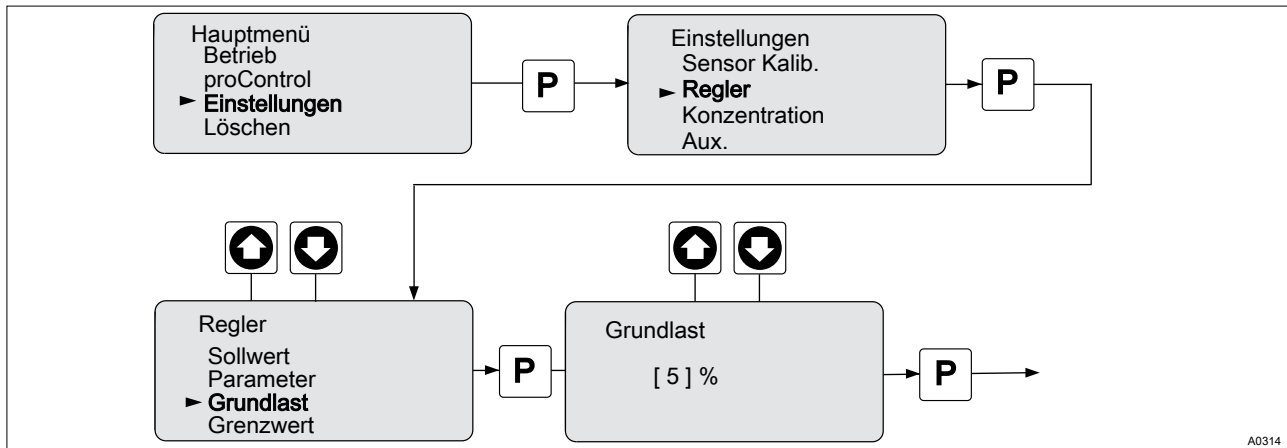 Hauptmenü
Betrieb
proControl
Einstellungen
Löschen
P
Einstellungen
Sensor Kalib.
Regler
Konzentration
Aux.
P
Regler
Sollwert
Parameter
Grundlast
Grenzwert
P
Grundlast
[ 5 ] %
P
A0314